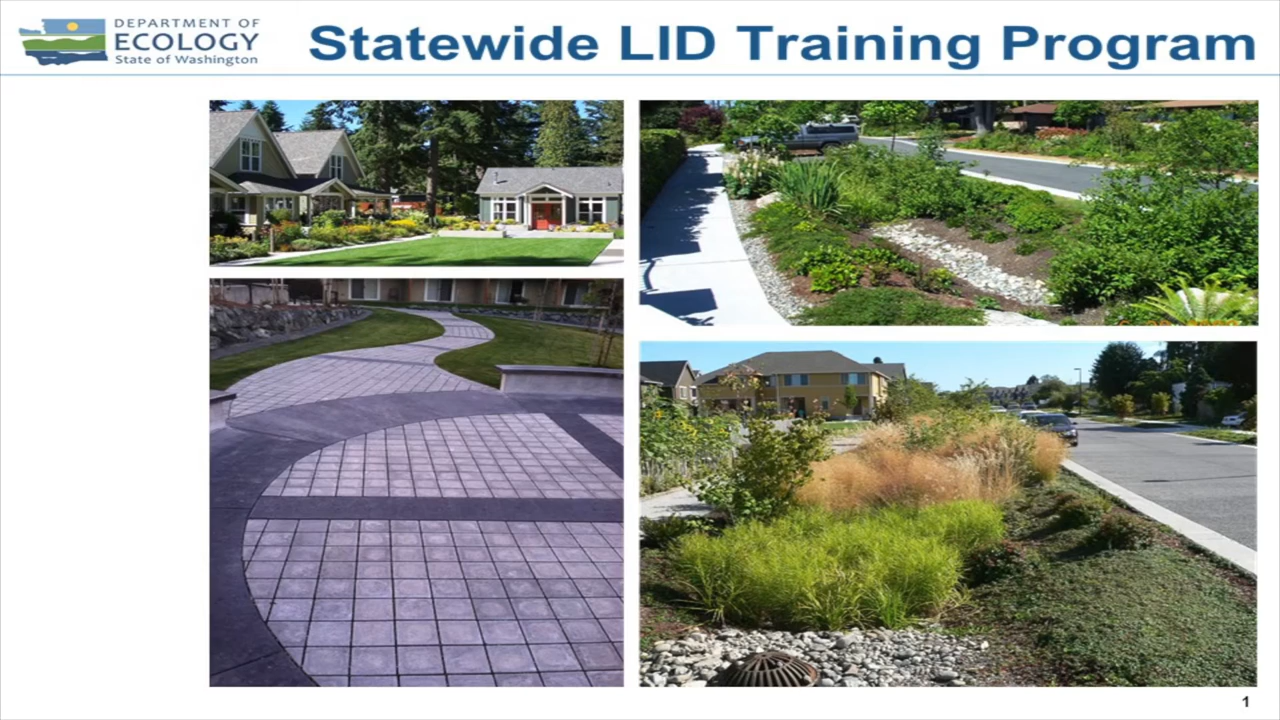 DEPARTMENT OF
ECOLOGY
State of Washington
Statewide LID Training Program
1